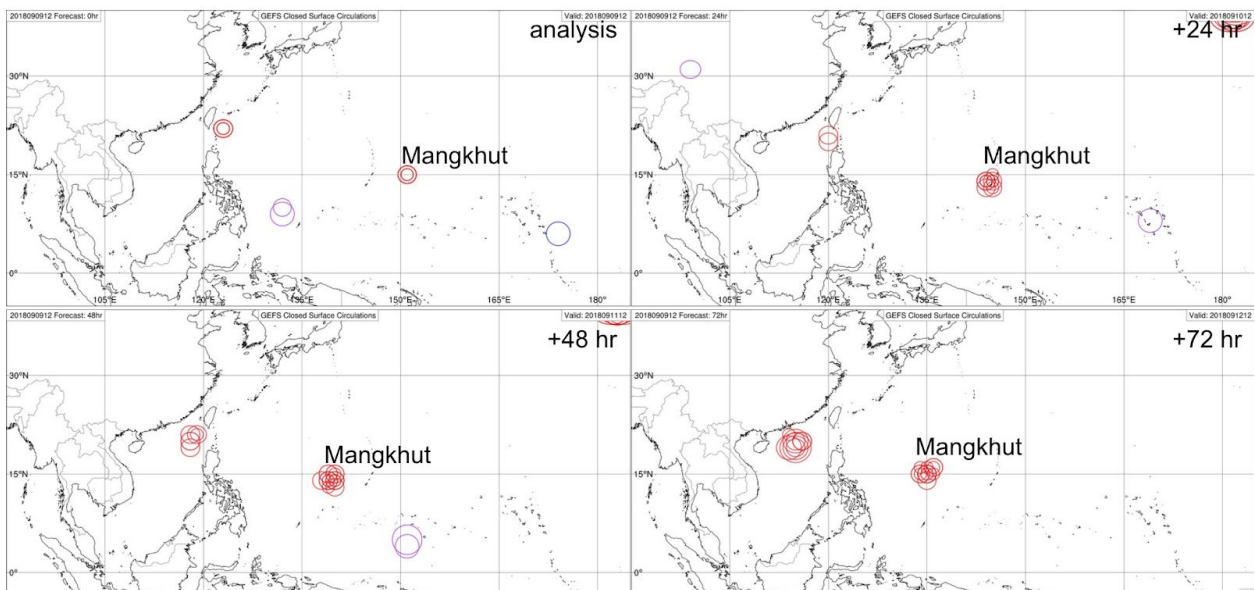 2018090912 Forecast: 0hr
GEFS Closed Surface Circulations
Valid: 2018090912
analysis
30°N
Mangkhut
15°N
0°
105°E
120°E
135°E
150°E
165°E
180°
2018090912 Forecast: 24hr
GEFS Closed Surface Circulations
Valid: 2018091012
+24 hr
30°N
Mangkhut
15°N
0°
105°E
120°E
135°E
150°E
165°E
180°
2018090912 Forecast: 48hr
GEFS Closed Surface Circulations
Valid: 2018091112
+48 hr
30°N
Mangkhut
15°N
0°
2018090912 Forecast: 72hr
GEFS Closed Surface Circulations
Valid: 2018091212
+72 hr
30°N
Mangkhut
15°N
0°